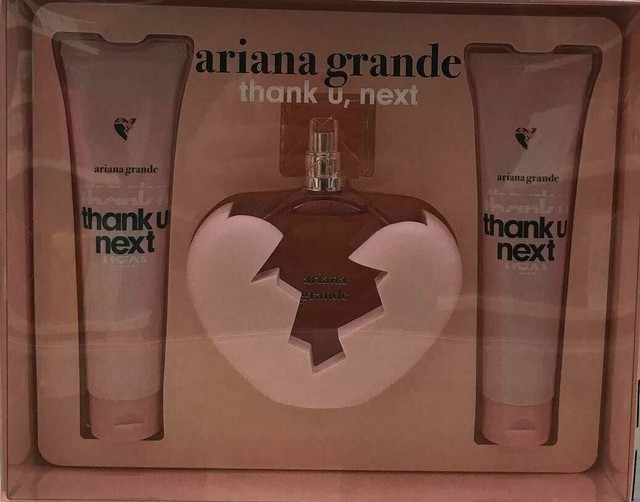 ariana grande
thank u, next
ariana grande
thank u
next
ariana
grande
ariana grande
thank u
next